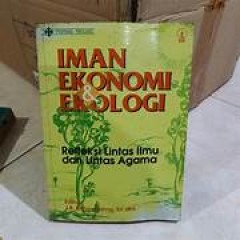 IMAN
EKONOMI
& EKOLOGI
Refleksi Lintas Ilmu
dan Lintas Agama